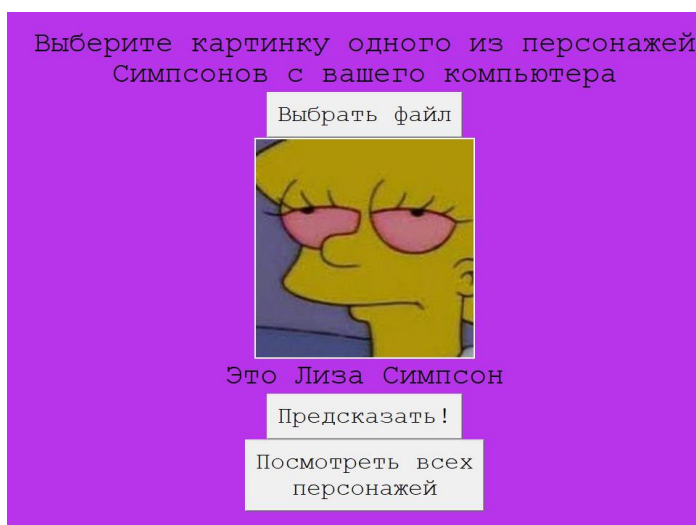 Выберите картинку одного из персонажей
Симпсонов с вашего компьютера
Выбрать файл
Это Лиза Симпсон
Предсказать!
Посмотреть всех
персонажей